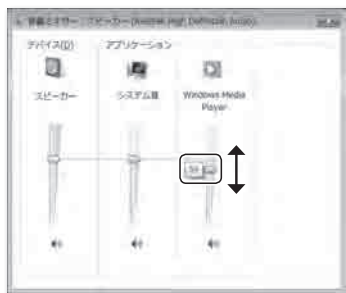 音量ミキサー - スピーカー (Realtek High Definition Audio)
デバイス(D)
アプリケーション
スピーカー
システム音
Windows Media
Player
50